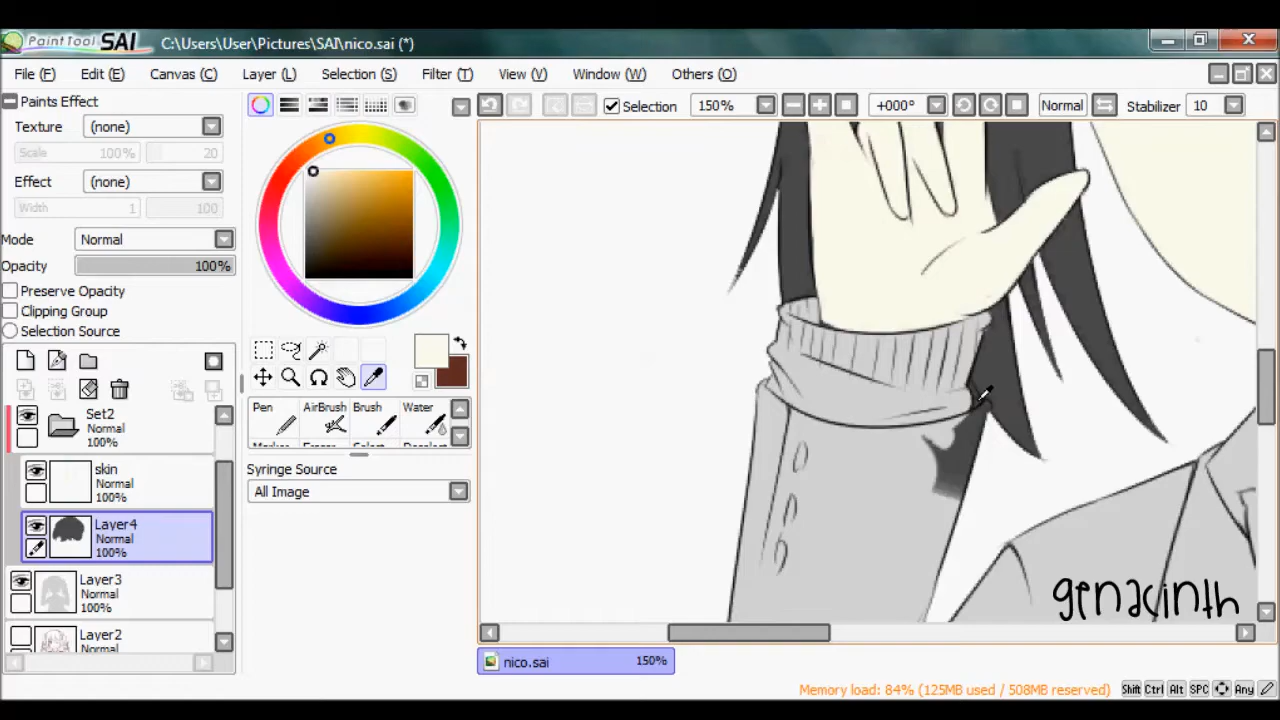 PaintTool SAI C:\Users\User\Pictures\SAI\nico.sai (*)
File (F) Edit (E) Canvas (C) Layer (L) Selection (S) Filter (T) View (V) Window (W) Others (O)
Paints Effect
Texture (none)
Scale 100% 20
Effect (none)
Width 1 100
Mode Normal
Opacity 100%
Preserve Opacity
Clipping Group
Selection Source
Set2
Normal
100%
skin
Normal
100%
Layer4
Normal
100%
Layer3
Normal
100%
Layer2
Normal
Pen AirBrush Brush Water
Syringe Source
All Image
Selection 150% +000° Normal Stabilizer 10
genacinth
nico.sai 150%
Memory load: 84% (125MB used / 508MB reserved) Shift Ctrl Alt SPC Any